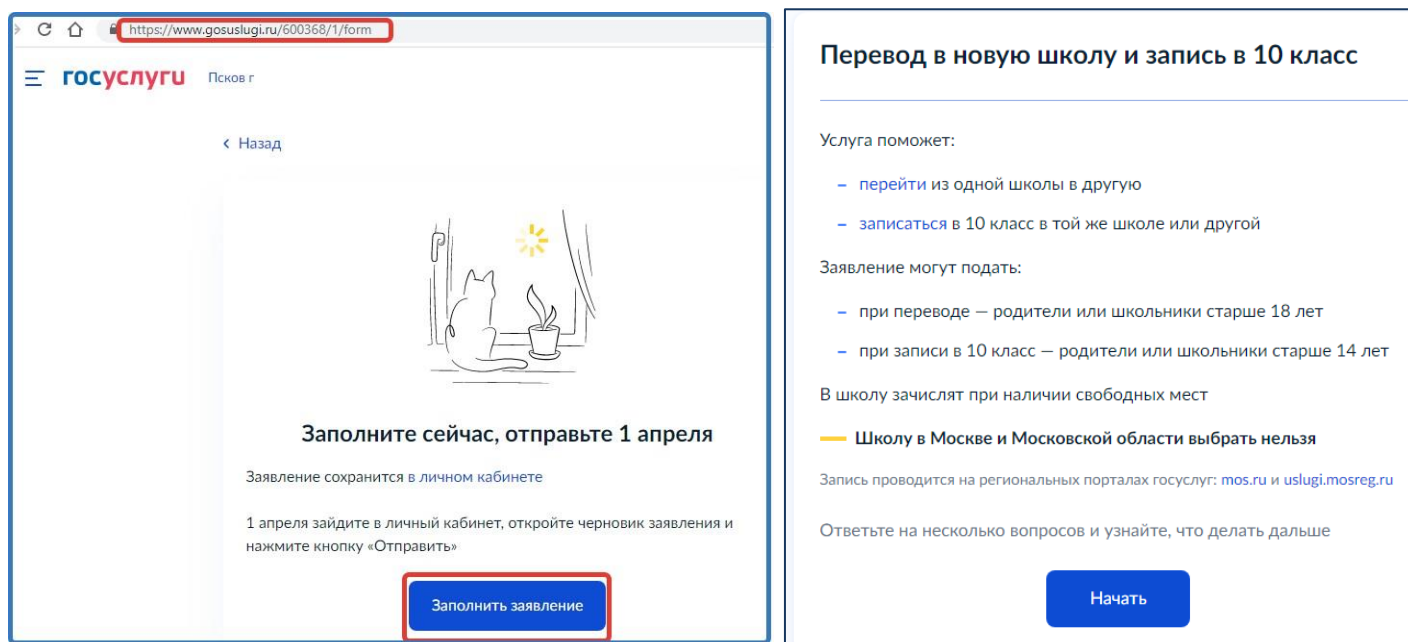 https://www.gosuslugi.ru/600368/1/form
госуслуги Псков г
Назад
Заполните сейчас, отправьте 1 апреля
Заявление сохранится в личном кабинете
1 апреля зайдите в личный кабинет, откройте черновик заявления и
нажмите кнопку «Отправить»
Заполнить заявление
Перевод в новую школу и запись в 10 класс
Услуга поможет:
– перейти из одной школы в другую
– записаться в 10 класс в той же школе или другой
Заявление могут подать:
– при переводе — родители или школьники старше 18 лет
– при записи в 10 класс — родители или школьники старше 14 лет
В школу зачислят при наличии свободных мест
Школу в Москве и Московской области выбрать нельзя
Запись проводится на региональных порталах госуслуг: mos.ru и uslugi.mosreg.ru
Ответьте на несколько вопросов и узнайте, что делать дальше
Начать